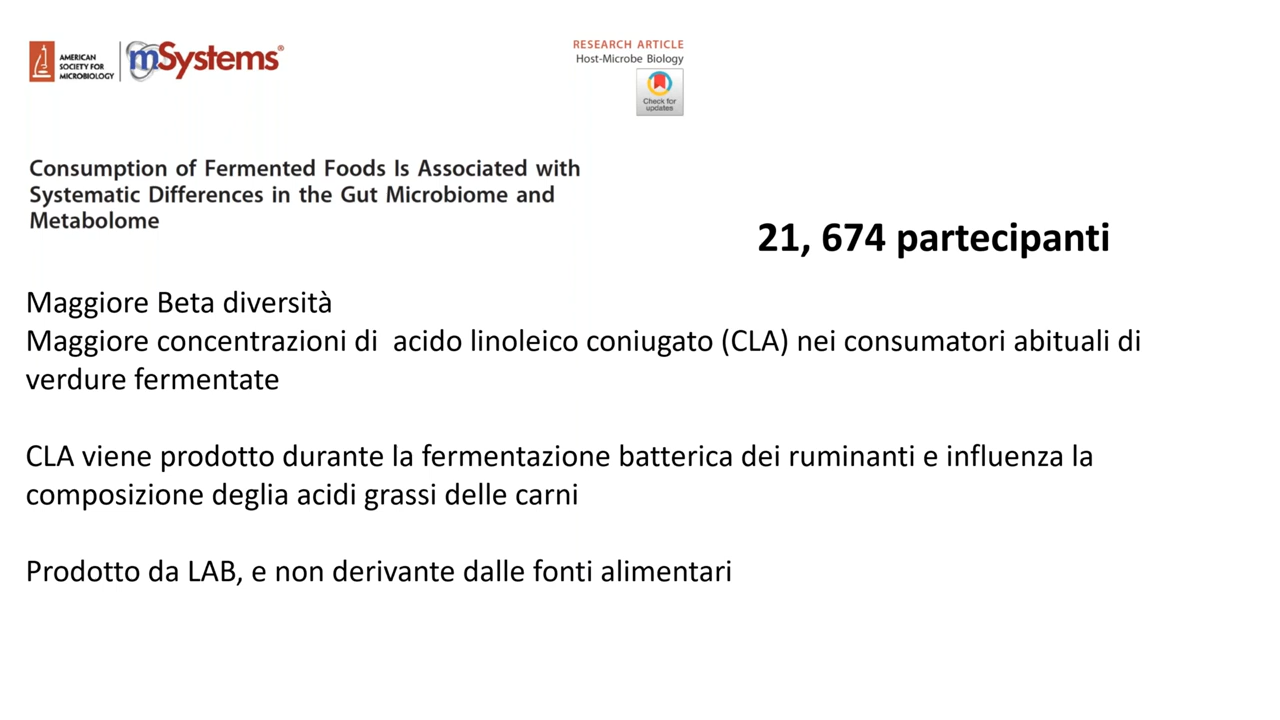 AMERICAN
SOCIETY FOR
MICROBIOLOGY
mSystems®
RESEARCH ARTICLE
Host-Microbe Biology
Check for
updates
Consumption of Fermented Foods Is Associated with
Systematic Differences in the Gut Microbiome and
Metabolome
21, 674 partecipanti
Maggiore Beta diversità
Maggiore concentrazioni di  acido linoleico coniugato (CLA) nei consumatori abituali di
verdure fermentate
CLA viene prodotto durante la fermentazione batterica dei ruminanti e influenza la
composizione deglia acidi grassi delle carni
Prodotto da LAB, e non derivante dalle fonti alimentari